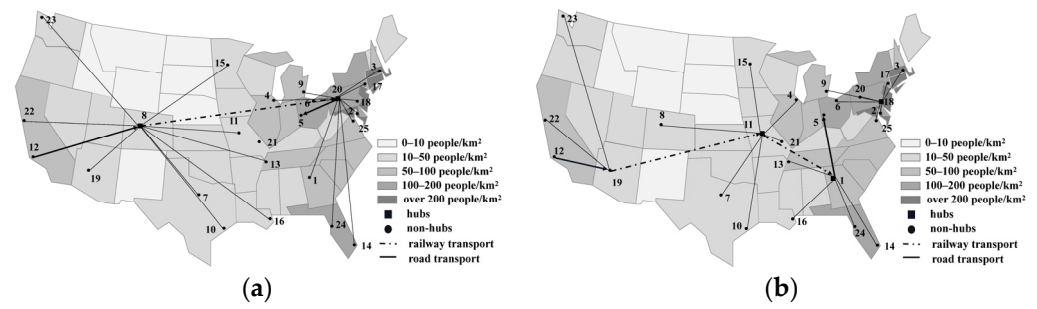 23
15
3
20
9
17
4
6
18
22
8
5
2
11
25
21
12
13
19
1
7
16
24
10
14
0–10 people/km²
10–50 people/km²
50–100 people/km²
100–200 people/km²
over 200 people/km²
hubs
non-hubs
railway transport
road transport
(a)
23
15
3
17
9
20
4
6
18
22
8
5
2
11
25
21
12
13
19
1
7
16
24
10
14
0–10 people/km²
10–50 people/km²
50–100 people/km²
100–200 people/km²
over 200 people/km²
hubs
non-hubs
railway transport
road transport
(b)